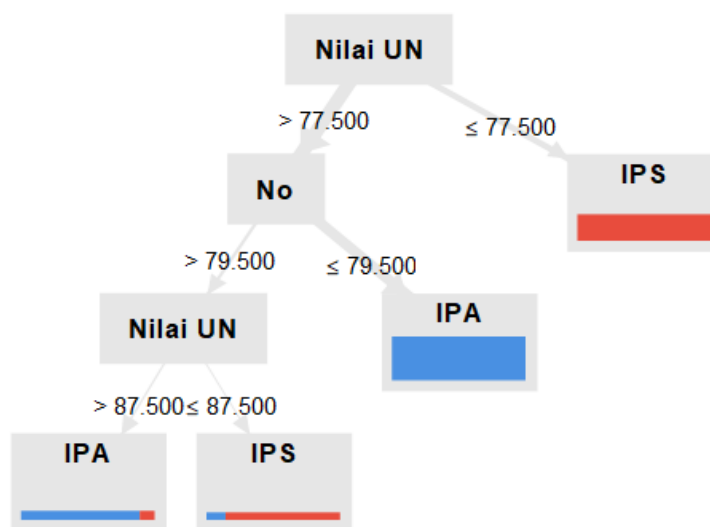 Nilai UN
> 77.500
≤ 77.500
No
IPS
> 79.500
≤ 79.500
Nilai UN
IPA
> 87.500
≤ 87.500
IPA
IPS